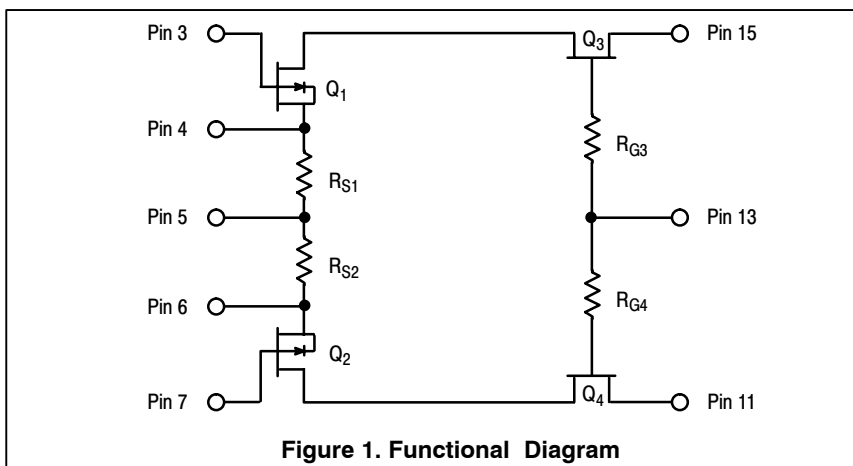 Pin 3
Q3
Pin 15
Q1
Pin 4
RS1
RG3
Pin 5
Pin 13
RS2
RG4
Pin 6
Q2
Pin 7
Q4
Pin 11
Figure 1. Functional Diagram